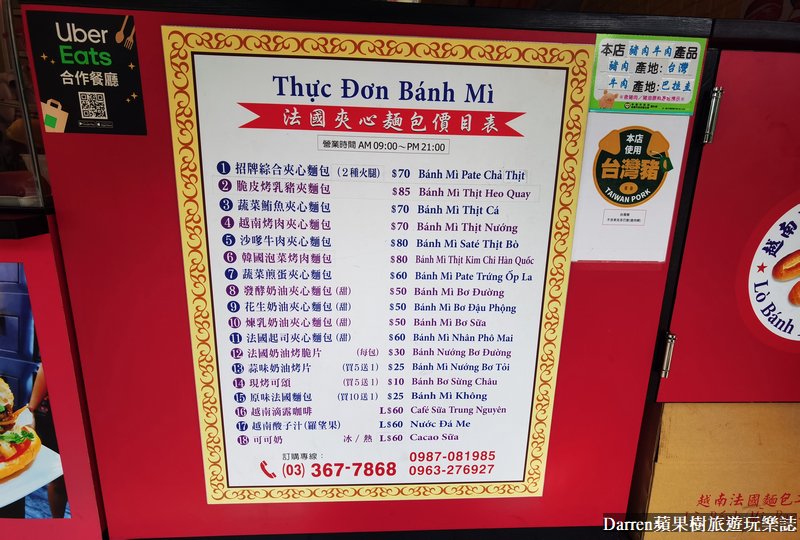 Uber
Eats
合作餐廳
Thực Đơn Bánh Mì
法國夾心麵包價目表
營業時間 AM 09:00～PM 21:00
1 招牌綜合夾心麵包 (2種火腿) $70 Bánh Mì Pate Chả Thịt
2 脆皮烤乳豬夾麵包 $85 Bánh Mì Thịt Heo Quay
3 蔬菜鮪魚夾心麵包 $70 Bánh Mì Thịt Cá
4 越南烤肉夾心麵包 $70 Bánh Mì Thịt Nướng
5 沙嗲牛肉夾心麵包 $80 Bánh Mì Saté Thịt Bò
6 韓國泡菜烤肉麵包 $80 Bánh Mì Thịt Kim Chi Hàn Quốc
7 蔬菜煎蛋夾心麵包 $60 Bánh Mì Pate Trứng Ốp La
8 發酵奶油夾心麵包 (甜) $50 Bánh Mì Bơ Đường
9 花生奶油夾心麵包 (甜) $50 Bánh Mì Bơ Đậu Phộng
10 煉乳奶油夾心麵包 (甜) $50 Bánh Mì Bơ Sữa
11 法國起司夾心麵包 (甜) $60 Bánh Mì Nhân Phô Mai
12 法國奶油烤脆片 (每包) $30 Bánh Nướng Bơ Đường
13 蒜味奶油烤片 (買5送1) $25 Bánh Mì Nướng Bơ Tỏi
14 現烤可頌 (買5送1) $10 Bánh Bơ Sừng Châu
15 原味法國麵包 (買10送1) $25 Bánh Mì Không
16 越南滴露咖啡 L$60 Café Sữa Trung Nguyên
17 越南酸子汁(羅望果) L$60 Nước Đá Me
18 可可奶 冰/熱 L$60 Cacao Sữa
訂購專線:
(03) 367-7868
0987-081985
0963-276927
本店豬肉牛肉產品
豬肉 產地:台灣
牛肉 產地:巴拉圭
本店
使用
台灣豬
TAIWAN PORK
越南
Lò Bánh
越南法國麵包工
Darren蘋果樹旅遊玩樂誌